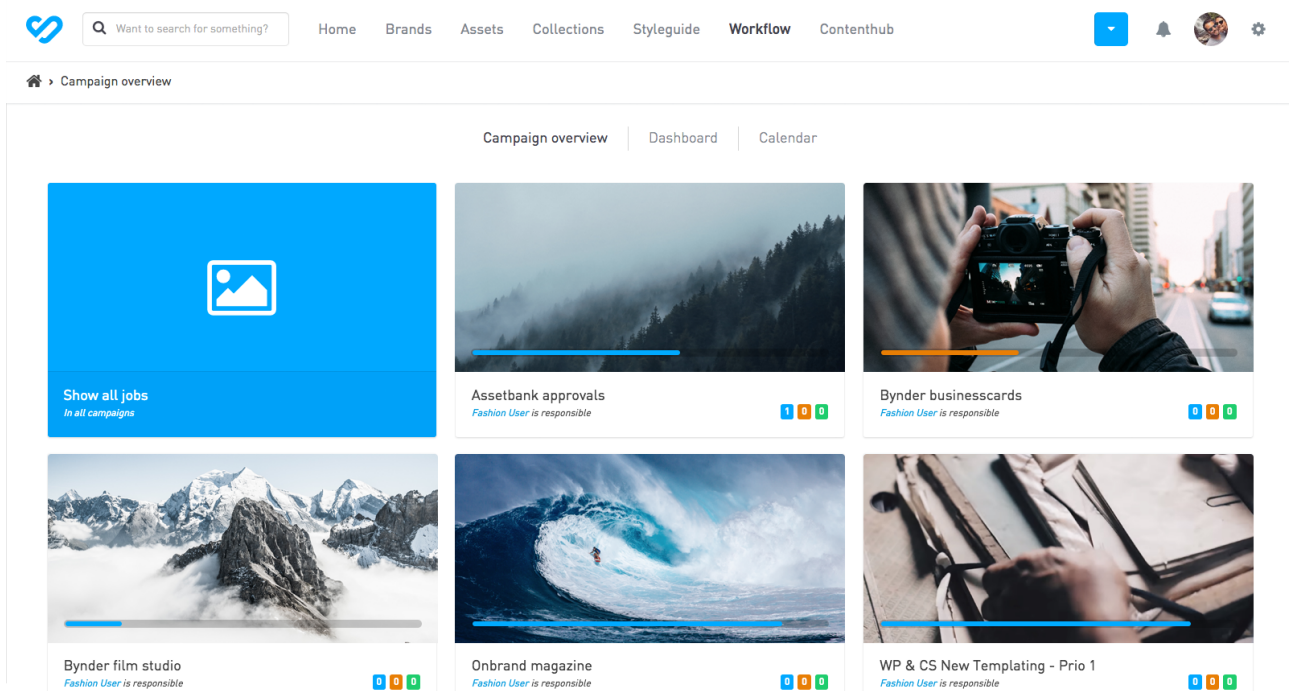 Want to search for something?
Home Brands Assets Collections Styleguide Workflow Contenthub
› Campaign overview
Campaign overview Dashboard Calendar
Show all jobs
In all campaigns
Assetbank approvals
Fashion User is responsible
1 0 0
Bynder businesscards
Fashion User is responsible
0 0 0
Bynder film studio
Fashion User is responsible
0 0 0
Onbrand magazine
Fashion User is responsible
0 0 0
WP & CS New Templating - Prio 1
Fashion User is responsible
0 0 0